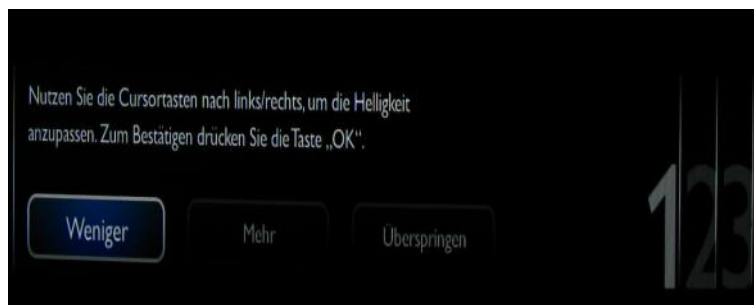 Nutzen Sie die Cursortasten nach links/rechts, um die Helligkeit
anzupassen. Zum Bestätigen drücken Sie die Taste „OK“.
Weniger Mehr Überspringen
123